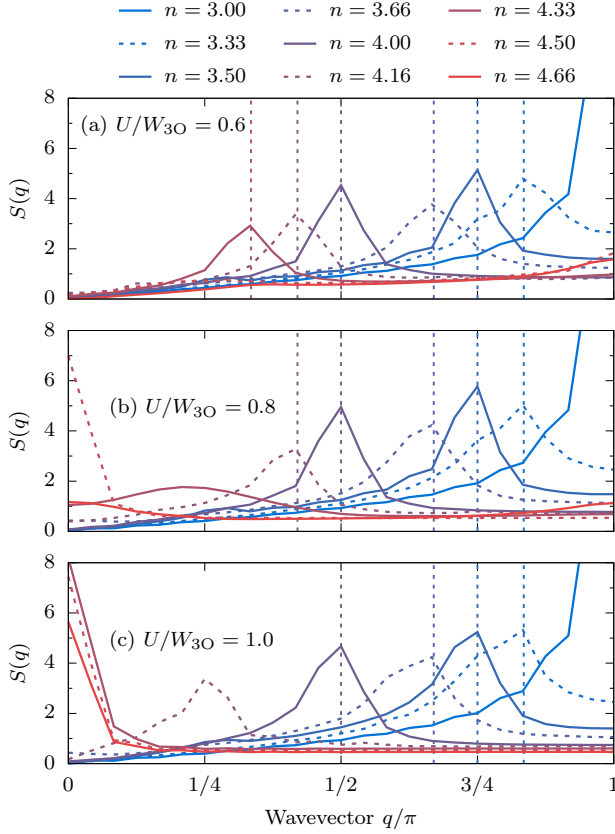 n = 3.00 n = 3.66 n = 4.33
n = 3.33 n = 4.00 n = 4.50
n = 3.50 n = 4.16 n = 4.66
8
(a) U/W3O = 0.6
6
S(q)
4
2
0
8
6
(b) U/W3O = 0.8
S(q)
4
2
0
8
6
(c) U/W3O = 1.0
S(q)
4
2
0
0 1/4 1/2 3/4 1
Wavevector q/π